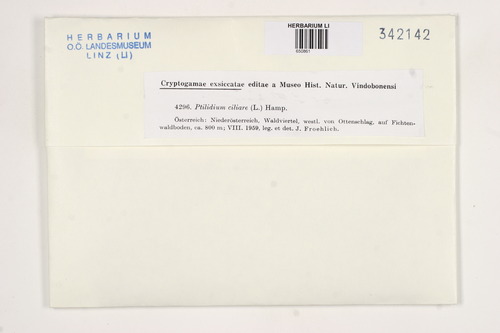 HERBARIUM
O.Ö. LANDESMUSEUM
LINZ (LI)
HERBARIUM LI
342142
Cryptogamae exsiccatae editae a Museo Hist. Natur. Vindobonensi
4296. Ptilidium ciliare (L.) Hamp.
Österreich: Niederösterreich, Waldviertel, westl. von Ottenschlag, auf Fichten-
waldboden, ca. 800 m; VIII. 1959, leg. et det. J. Froehlich.